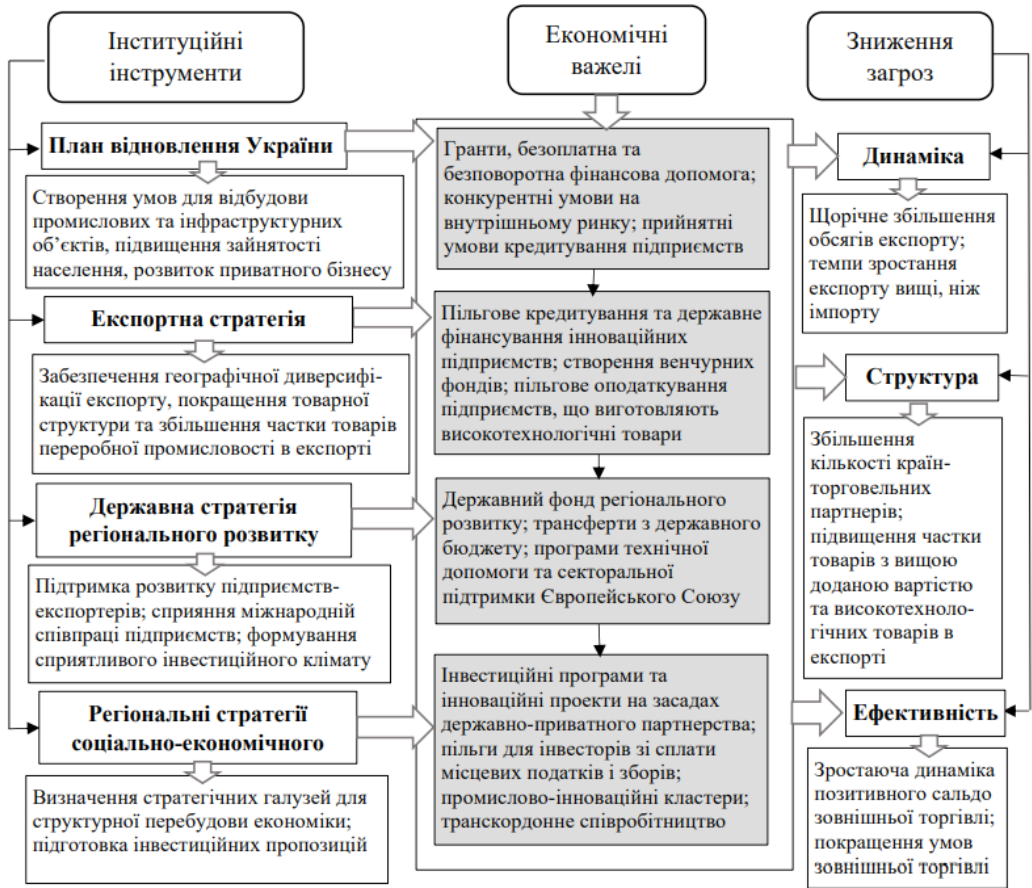 Інституційні
інструменти
Економічні
важелі
Зниження
загроз
План відновлення України
Створення умов для відбудови
промислових та інфраструктурних
об’єктів, підвищення зайнятості
населення, розвиток приватного бізнесу
Експортна стратегія
Забезпечення географічної диверсифі-
кації експорту, покращення товарної
структури та збільшення частки товарів
переробної промисловості в експорті
Державна стратегія
регіонального розвитку
Підтримка розвитку підприємств-
експортерів; сприяння міжнародній
співпраці підприємств; формування
сприятливого інвестиційного клімату
Регіональні стратегії
соціально-економічного
Визначення стратегічних галузей для
структурної перебудови економіки;
підготовка інвестиційних пропозицій
Гранти, безоплатна та
безповоротна фінансова допомога;
конкурентні умови на
внутрішньому ринку; прийнятні
умови кредитування підприємств
Пільгове кредитування та державне
фінансування інноваційних
підприємств; створення венчурних
фондів; пільгове оподаткування
підприємств, що виготовляють
високотехнологічні товари
Державний фонд регіонального
розвитку; трансферти з державного
бюджету; програми технічної
допомоги та секторальної
підтримки Європейського Союзу
Інвестиційні програми та
інноваційні проекти на засадах
державно-приватного партнерства;
пільги для інвесторів зі сплати
місцевих податків і зборів;
промислово-інноваційні кластери;
транскордонне співробітництво
Динаміка
Щорічне збільшення
обсягів експорту;
темпи зростання
експорту вищі, ніж
імпорту
Структура
Збільшення
кількості країн-
торговельних
партнерів;
підвищення частки
товарів з вищою
доданою вартістю
та високотехноло-
гічних товарів в
експорті
Ефективність
Зростаюча динаміка
позитивного сальдо
зовнішньої торгівлі;
покращення умов
зовнішньої торгівлі